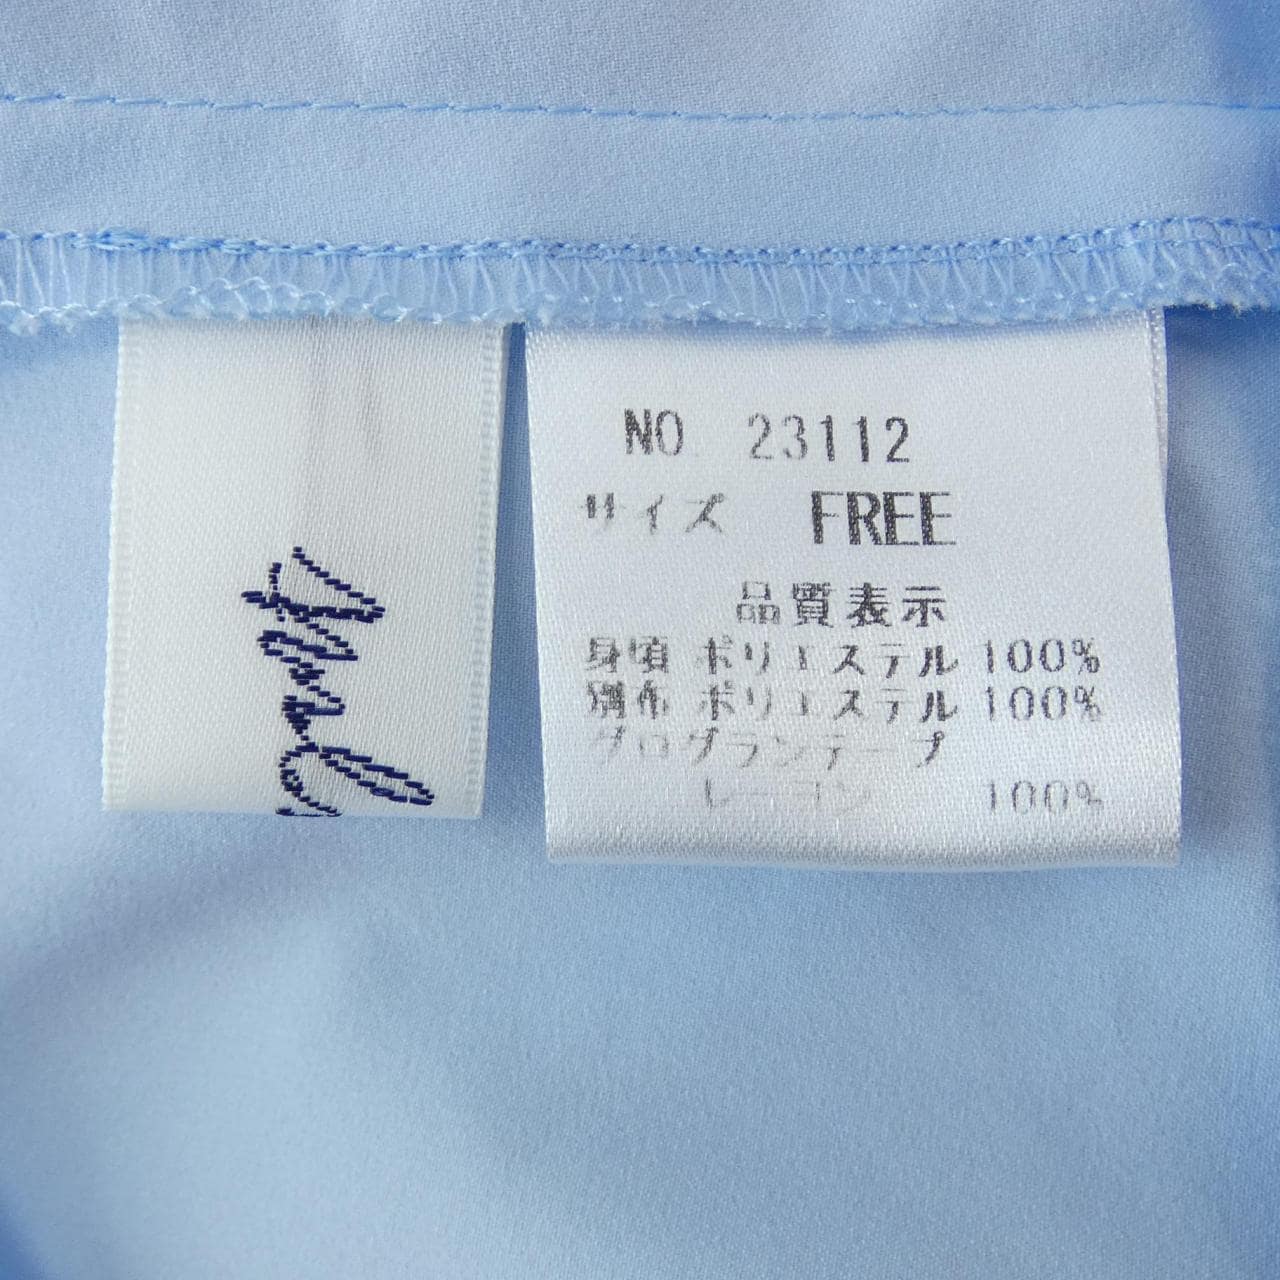 NO. 23112
サイズ FREE
品質表示
身頃 ポリエステル 100%
別布 ポリエステル 100%
グログランテープ
レーヨン 100%